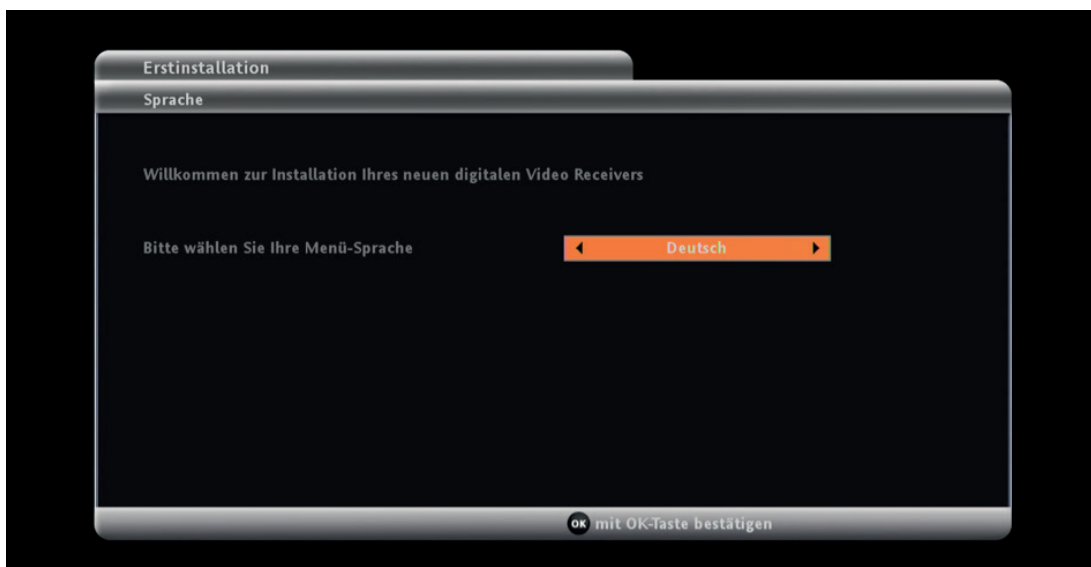 Erstinstallation
Sprache
Willkommen zur Installation Ihres neuen digitalen Video Receivers
Bitte wählen Sie Ihre Menü-Sprache
Deutsch
OK mit OK-Taste bestätigen